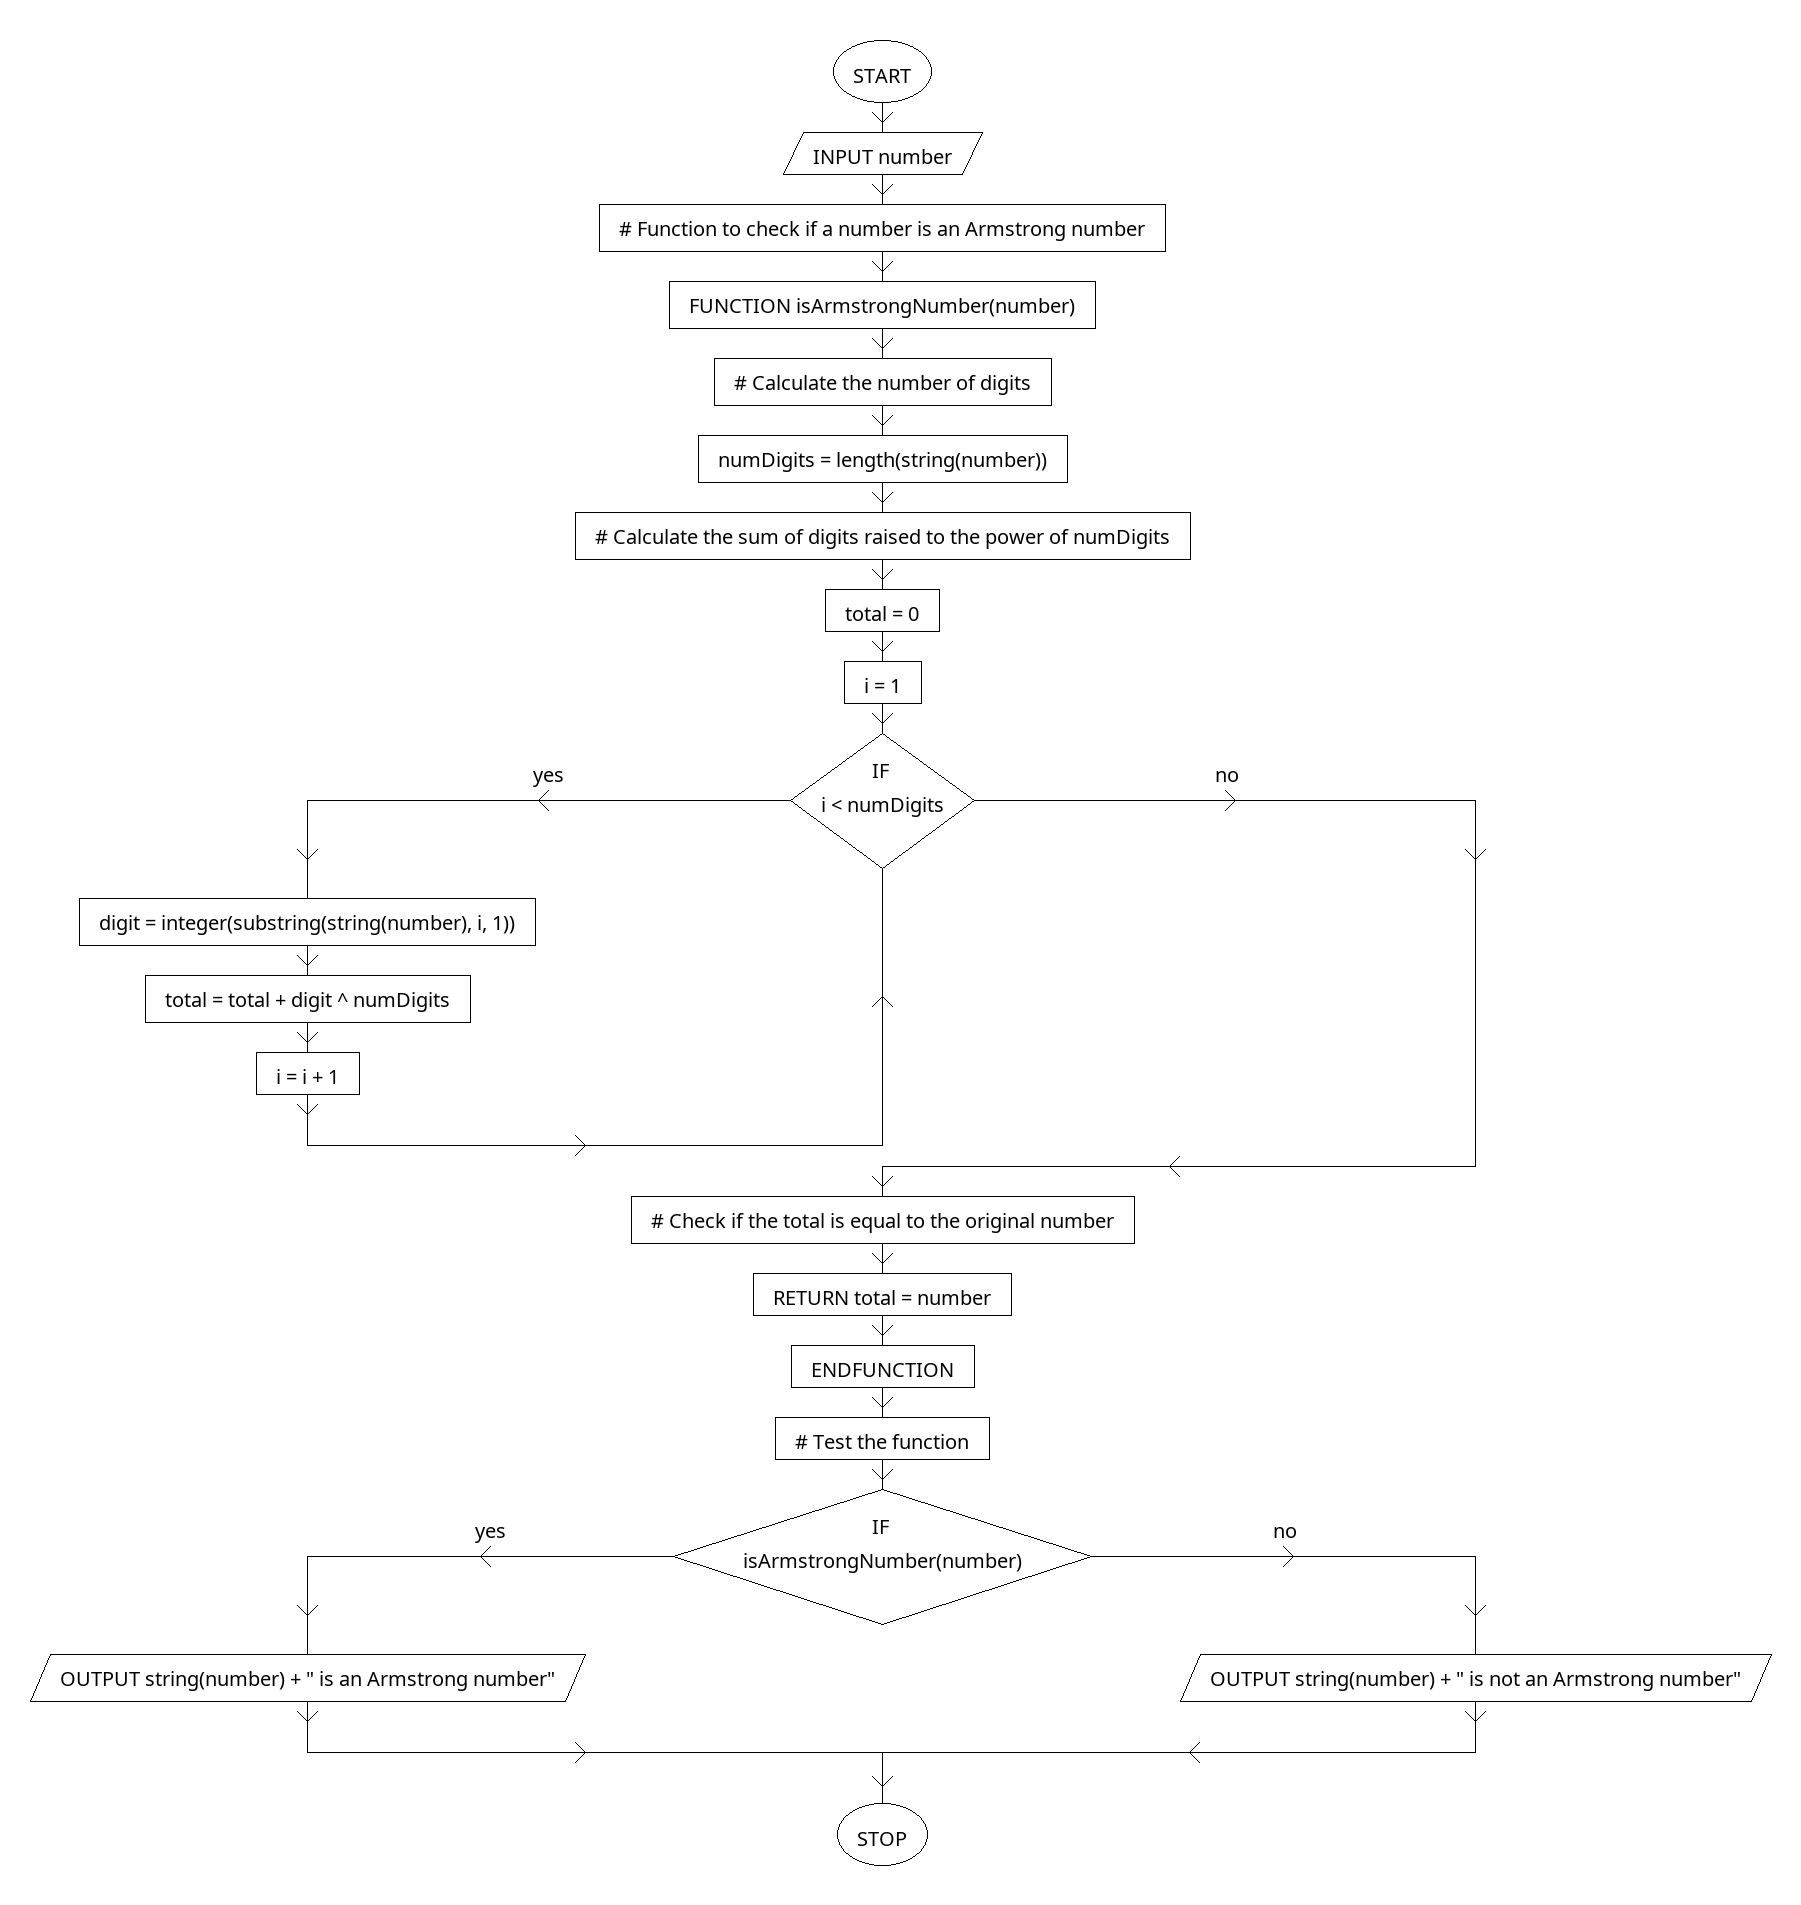 START
INPUT number
# Function to check if a number is an Armstrong number
FUNCTION isArmstrongNumber(number)
# Calculate the number of digits
numDigits = length(string(number))
# Calculate the sum of digits raised to the power of numDigits
total = 0
i = 1
IF
i < numDigits
yes
no
digit = integer(substring(string(number), i, 1))
total = total + digit ^ numDigits
i = i + 1
# Check if the total is equal to the original number
RETURN total = number
ENDFUNCTION
# Test the function
IF
isArmstrongNumber(number)
yes
no
OUTPUT string(number) + " is an Armstrong number"
OUTPUT string(number) + " is not an Armstrong number"
STOP